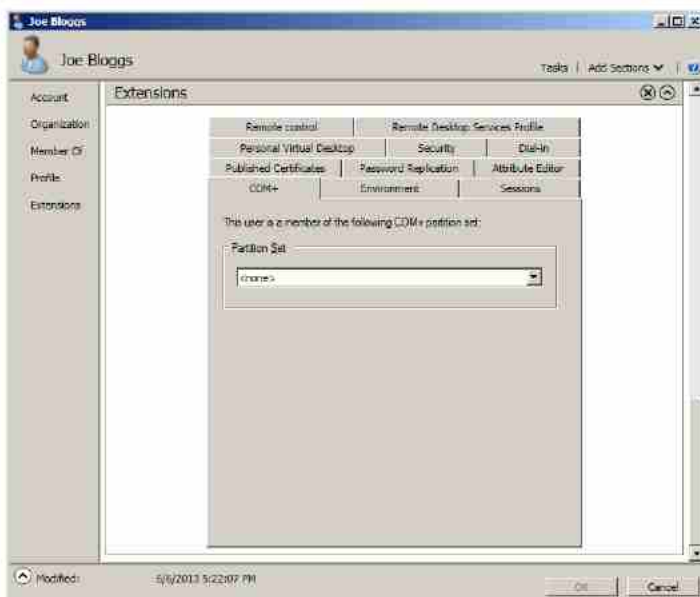 Joe Bloggs
Joe Bloggs
Tasks | Add Sections
Account
Organization
Member Of
Profile
Extensions
Extensions
Remote control
Remote Desktop Services Profile
Personal Virtual Desktop
Security
Dial-in
Published Certificates
Password Replication
Attribute Editor
COM+
Environment
Sessions
This user is a member of the following COM+ partition set:
Partition Set
<none>
Modified:
6/6/2013 5:22:07 PM
OK
Cancel